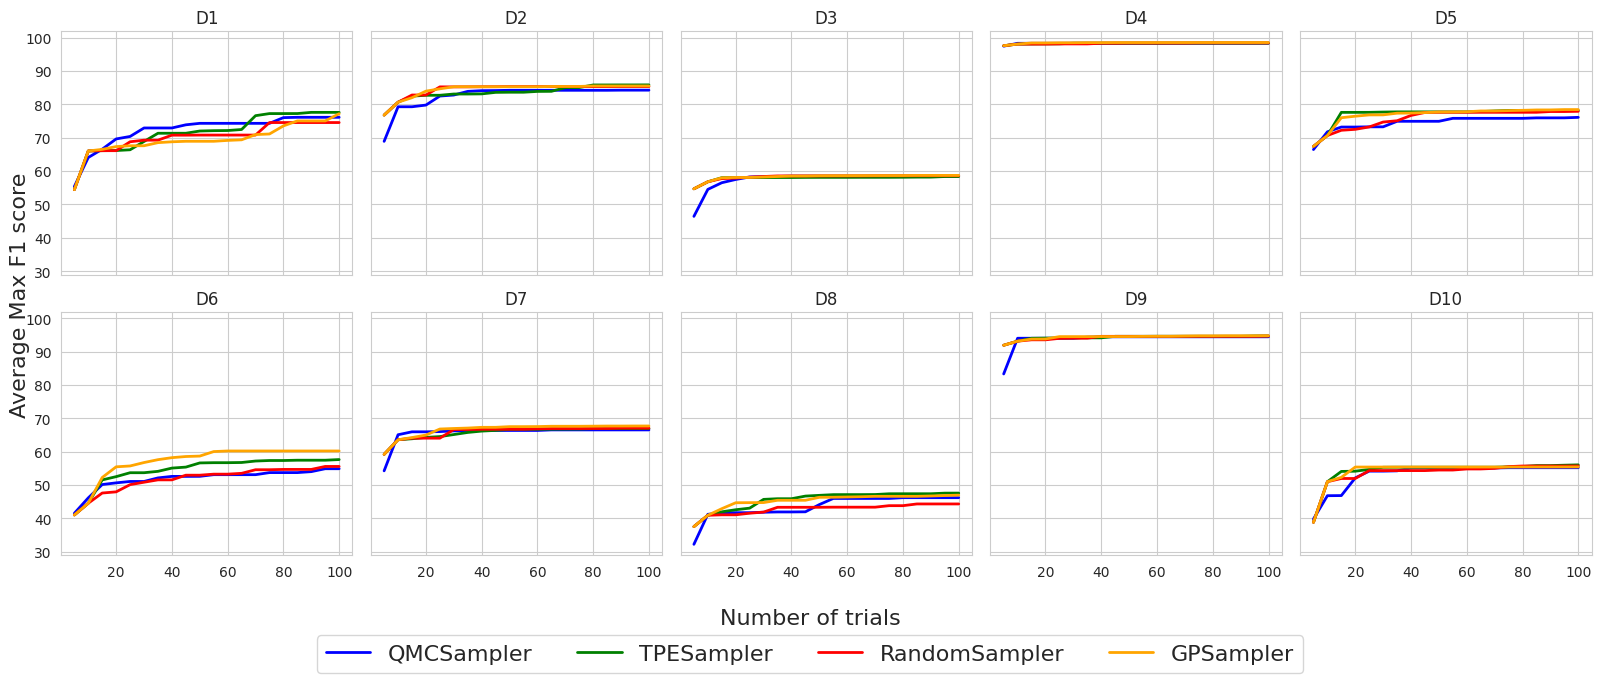 D1 D2 D3 D4 D5
100
90
80
70
60
50
40
30
Average Max F1 score
D6 D7 D8 D9 D10
100
90
80
70
60
50
40
30
20 40 60 80 100 20 40 60 80 100 20 40 60 80 100 20 40 60 80 100 20 40 60 80 100
Number of trials
QMCSampler TPESampler RandomSampler GPSampler